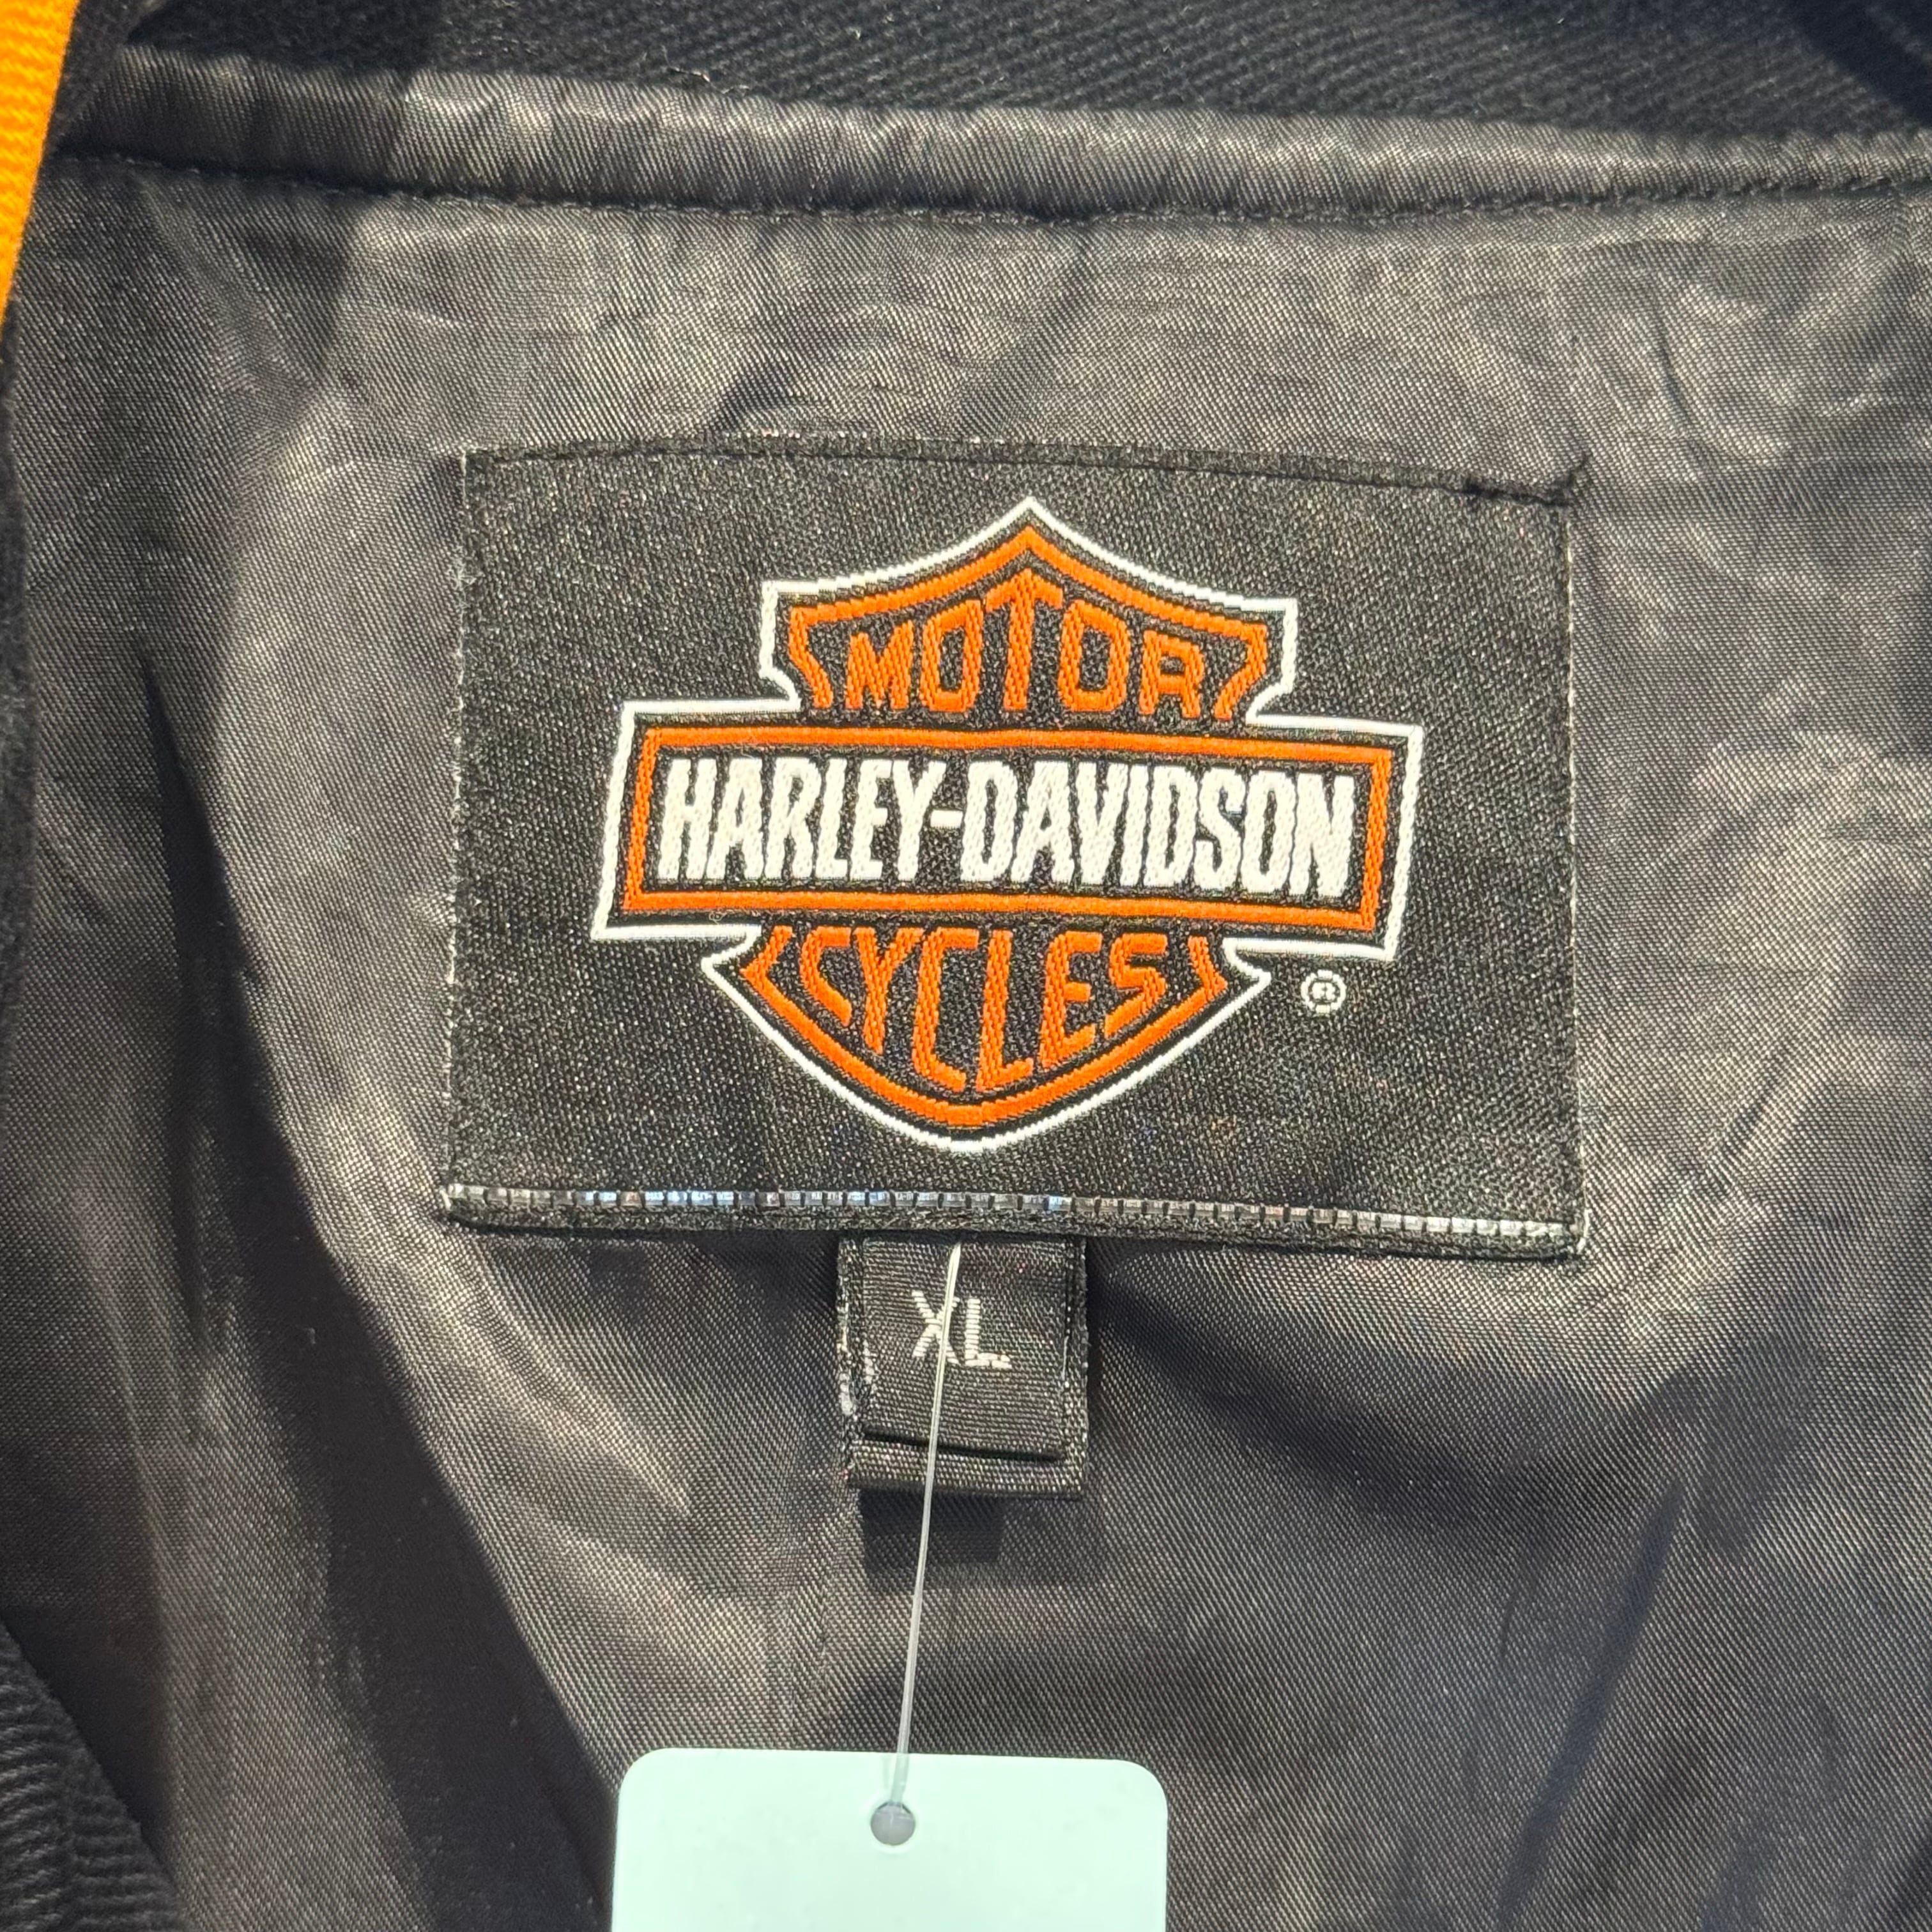 MOTOR
HARLEY-DAVIDSON
CYCLES
®
XL